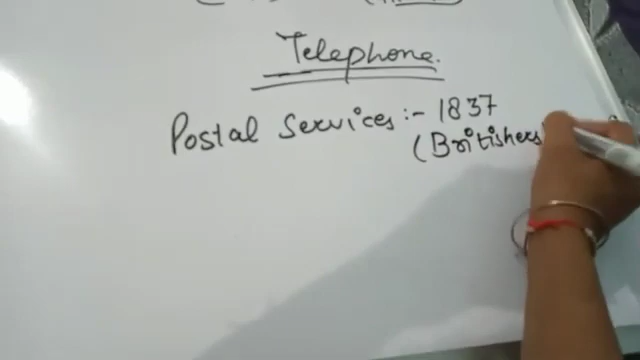 Telephone.
Postal Services :- 1837
(Britishers)